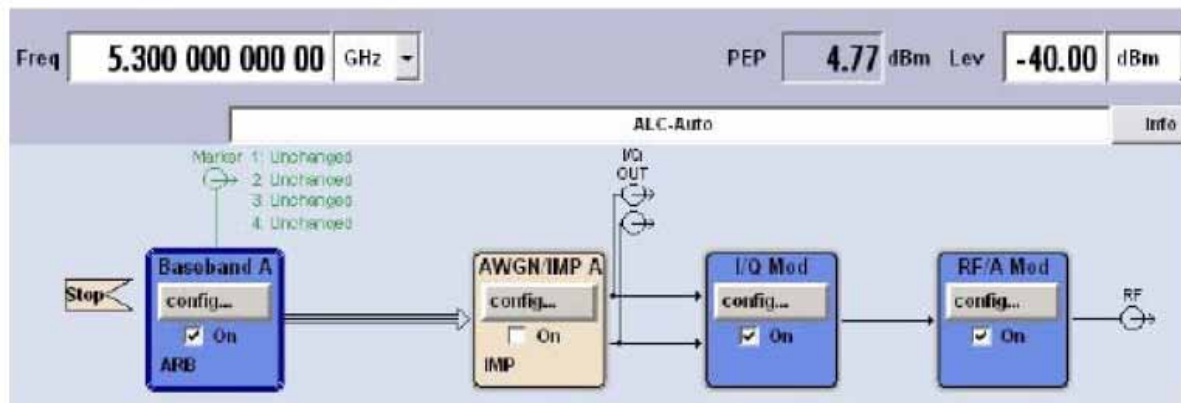 Freq 5.300 000 000 00 GHz PEP 4.77 dBm Lev -40.00 dBm
ALC-Auto Info
Marker 1: Unchanged
2: Unchanged
3: Unchanged
4: Unchanged
I/Q
OUT
Baseband A AWGN/IMP A I/Q Mod RF/A Mod
Stop config... config... config... config... RF
On On On On
ARB IMP